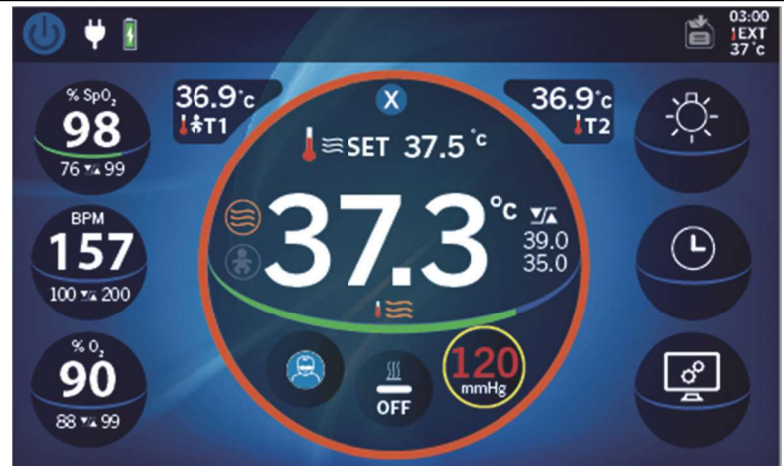 03:00
EXT
37 °c
% SpO₂
98
76 99
36.9°c
T1
X
36.9°c
T2
SET 37.5 °c
BPM
157
100 200
37.3 °c
39.0
35.0
% O₂
90
88 99
OFF
120
mmHg